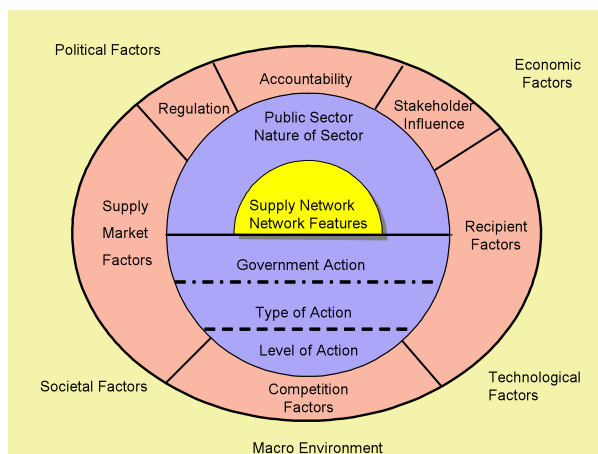 Political Factors
Economic
Factors
Accountability
Regulation
Stakeholder
Influence
Public Sector
Nature of Sector
Supply
Market
Factors
Supply Network
Network Features
Recipient
Factors
Government Action
Type of Action
Level of Action
Societal Factors
Competition
Factors
Technological
Factors
Macro Environment